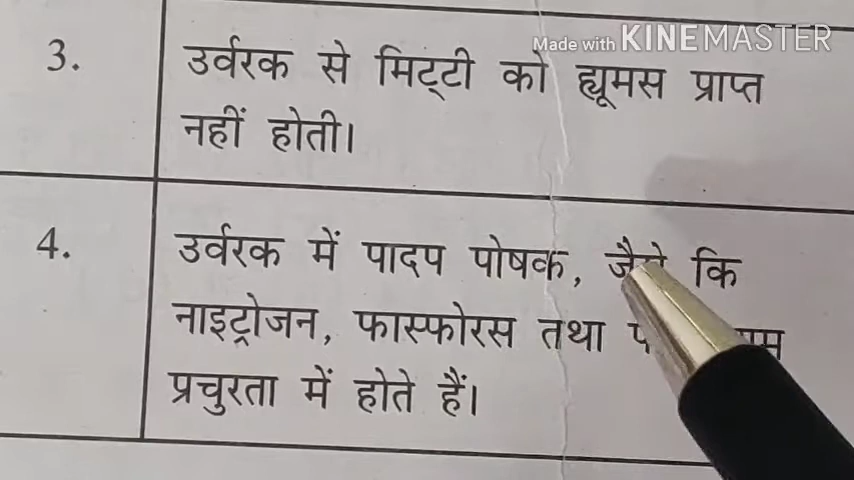 Made with KINEMASTER
3. उर्वरक से मिट्टी को ह्यूमस प्राप्त
नहीं होती।
4. उर्वरक में पादप पोषक, जैसे कि
नाइट्रोजन, फास्फोरस तथा
प्रचुरता में होते हैं।